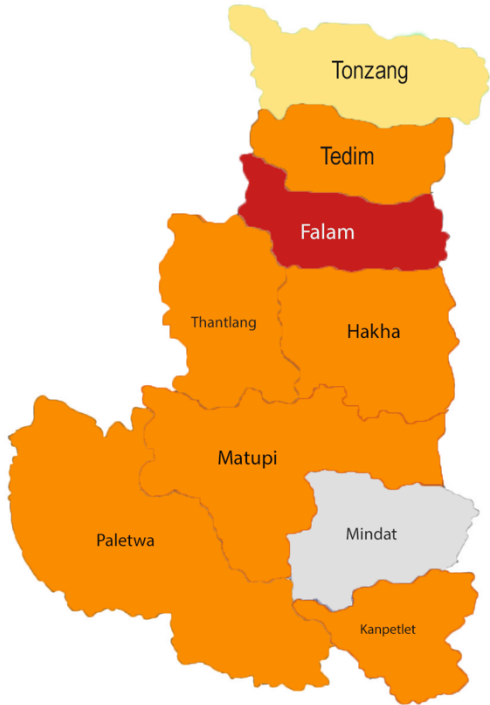 Tonzang
Tedim
Falam
Thantlang
Hakha
Matupi
Mindat
Paletwa
Kanpetlet